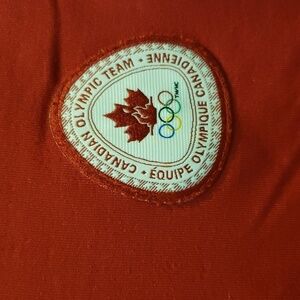 CANADIAN OLYMPIC TEAM • ÉQUIPE OLYMPIQUE CANADIENNE •